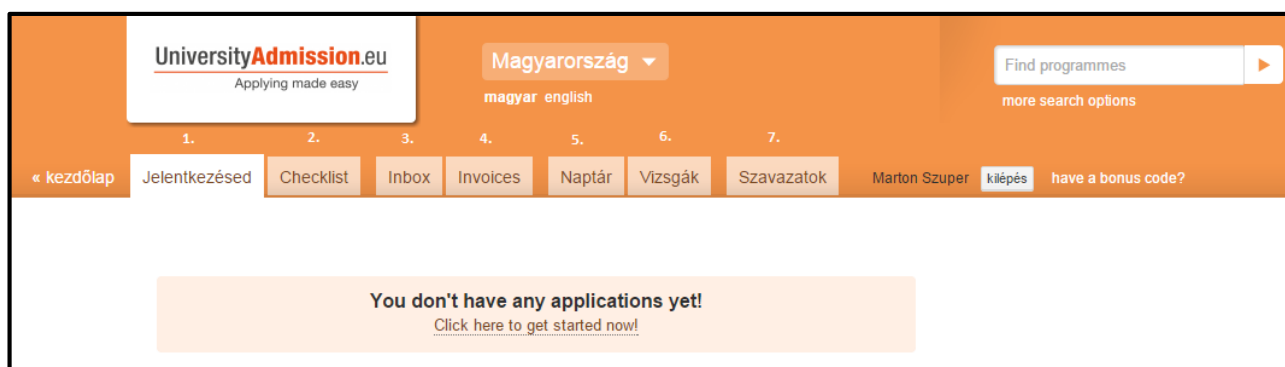 UniversityAdmission.eu
Applying made easy
Magyarország
magyar english
Find programmes
more search options
1. 2. 3. 4. 5. 6. 7.
« kezdőlap Jelentkezésed Checklist Inbox Invoices Naptár Vizsgák Szavazatok Marton Szuper kilépés have a bonus code?
You don't have any applications yet!
Click here to get started now!